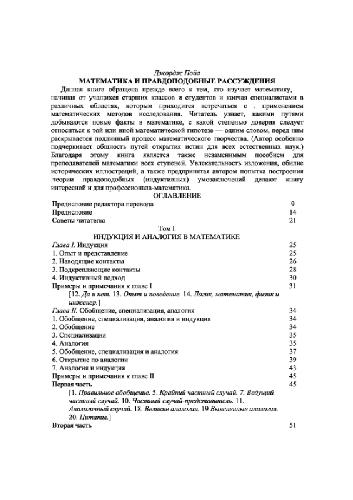 Джордж Пойа
МАТЕМАТИКА И ПРАВДОПОДОБНЫЕ РАССУЖДЕНИЯ
Данная книга обращена прежде всего к тем, кто изучает математику,
начиная от учащихся старших классов и студентов и кончая специалистами в
различных областях, которым приходится встречаться с . применением
математических методов исследования. Читатель узнает, какими путями
добываются новые факты в математике, с какой степенью доверия следует
относиться к той или иной математической гипотезе — одним словом, перед ним
раскрывается подлинный процесс математического творчества. (Автор особенно
подчеркивает общность путей открытия истин для всех естественных наук.)
Благодаря этому книга является также незаменимым пособием для
преподавателей математики всех ступеней. Увлекательность изложения, обилие
исторических иллюстраций, а также предпринятая автором попытка построения
теории правдоподобных (индуктивных) умозаключений делают книгу
интересной и для профессионала-математика.
ОГЛАВЛЕНИЕ
Предисловие редактора перевода 9
Предисловие 14
Советы читателю 21
Том I
ИНДУКЦИЯ И АНАЛОГИЯ В МАТЕМАТИКЕ
Глава I. Индукция 25
1. Опыт и представление 25
2. Наводящие контакты 26
3. Подкрепляющие контакты 28
4. Индуктивный подход 30
Примеры и примечания к главе I 31
[12. Да и нет. 13. Опыт и поведение. 14. Логик, математик, физик и
инженер.]
Глава II. Обобщение, специализация, аналогия 34
1. Обобщение, специализация, аналогия и индукция 34
2. Обобщение 34
3. Специализация 35
4. Аналогия 35
5. Обобщение, специализация и аналогия 37
6. Открытие по аналогии 39
7. Аналогия и индукция 43
Примеры и примечания к главе II 45
Первая часть 45
[1. Правильное обобщение. 5. Крайний частный случай. 7. Ведущий
частный случай. 10. Частный случай-представитель. 11.
Аналогичный случай. 18. Великие аналогии. 19 Выясненные аналогии.
20. Цитаты.]
Вторая часть 51